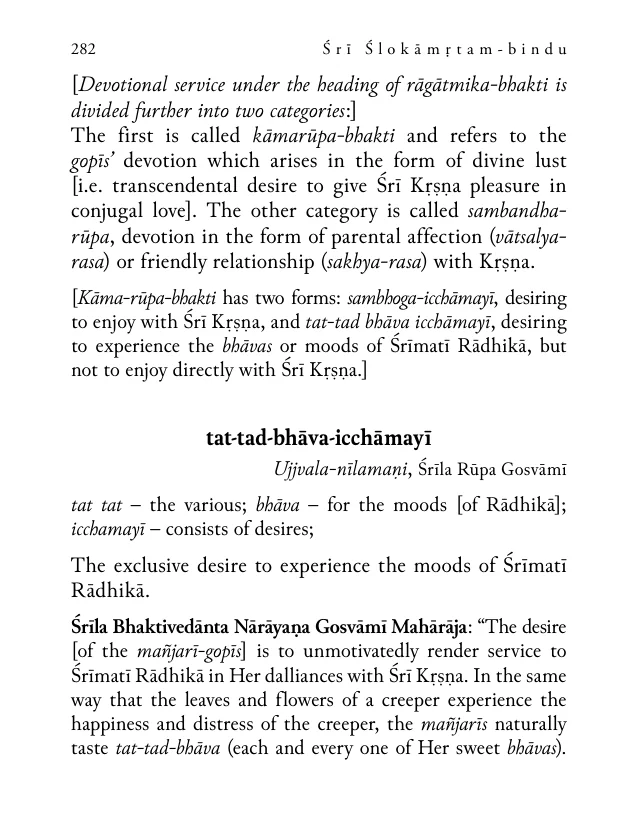 282
Śrī Ślokāmṛtam-bindu
[Devotional service under the heading of rāgātmika-bhakti is
divided further into two categories:]
The first is called kāmarūpa-bhakti and refers to the
gopīs’ devotion which arises in the form of divine lust
[i.e. transcendental desire to give Śrī Kṛṣṇa pleasure in
conjugal love]. The other category is called sambandha-
rūpa, devotion in the form of parental affection (vātsalya-
rasa) or friendly relationship (sakhya-rasa) with Kṛṣṇa.
[Kāma-rūpa-bhakti has two forms: sambhoga-icchāmayī, desiring
to enjoy with Śrī Kṛṣṇa, and tat-tad bhāva icchāmayī, desiring
to experience the bhāvas or moods of Śrīmatī Rādhikā, but
not to enjoy directly with Śrī Kṛṣṇa.]
tat-tad-bhāva-icchāmayī
Ujjvala-nīlamaṇi, Śrīla Rūpa Gosvāmī
tat tat – the various; bhāva – for the moods [of Rādhikā];
icchamayī – consists of desires;
The exclusive desire to experience the moods of Śrīmatī
Rādhikā.
Śrīla Bhaktivedānta Nārāyaṇa Gosvāmī Mahārāja: “The desire
[of the mañjarī-gopīs] is to unmotivatedly render service to
Śrīmatī Rādhikā in Her dalliances with Śrī Kṛṣṇa. In the same
way that the leaves and flowers of a creeper experience the
happiness and distress of the creeper, the mañjarīs naturally
taste tat-tad-bhāva (each and every one of Her sweet bhāvas).